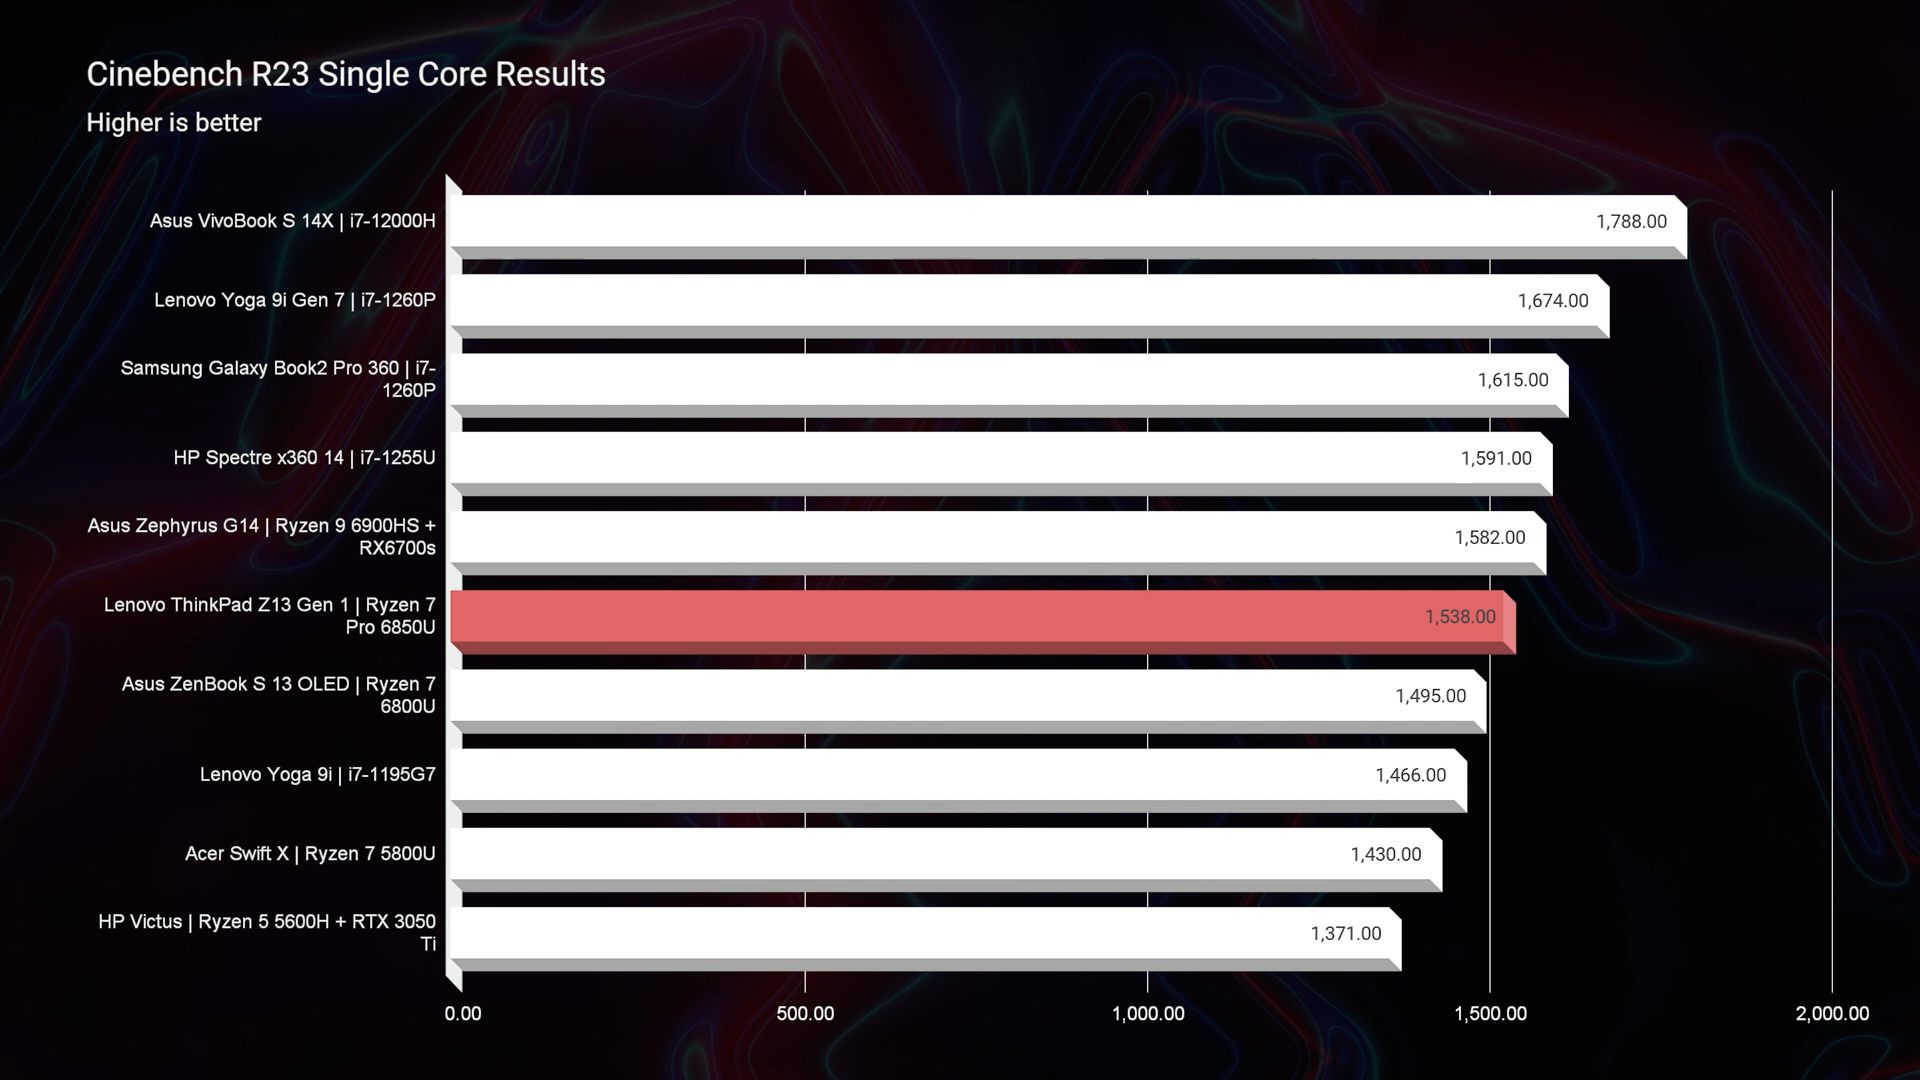 Cinebench R23 Single Core Results
Higher is better
Asus VivoBook S 14X | i7-12000H
1,788.00
Lenovo Yoga 9i Gen 7 | i7-1260P
1,674.00
Samsung Galaxy Book2 Pro 360 | i7-
1260P
1,615.00
HP Spectre x360 14 | i7-1255U
1,591.00
Asus Zephyrus G14 | Ryzen 9 6900HS +
RX6700s
1,582.00
Lenovo ThinkPad Z13 Gen 1 | Ryzen 7
Pro 6850U
1,538.00
Asus ZenBook S 13 OLED | Ryzen 7
6800U
1,495.00
Lenovo Yoga 9i | i7-1195G7
1,466.00
Acer Swift X | Ryzen 7 5800U
1,430.00
HP Victus | Ryzen 5 5600H + RTX 3050
Ti
1,371.00
0.00
500.00
1,000.00
1,500.00
2,000.00